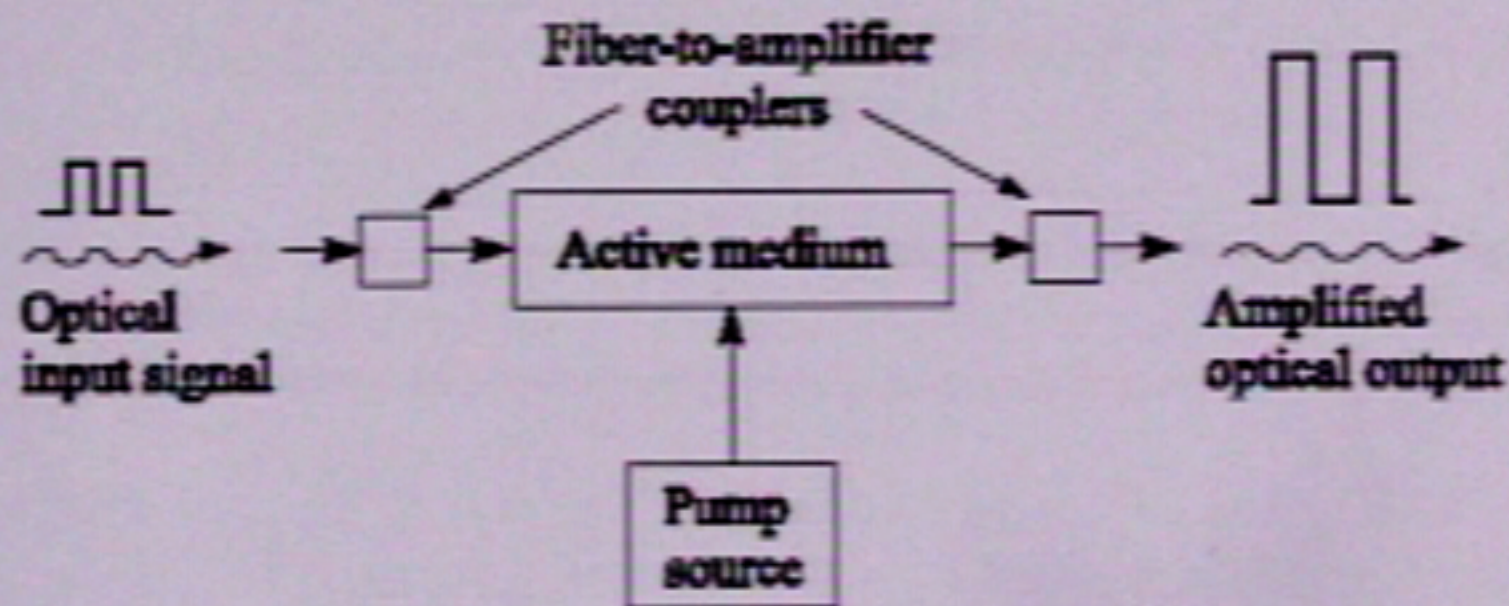 Fiber-to-amplifier
couplers
Active medium
Optical
input signal
Amplified
optical output
Pump
source